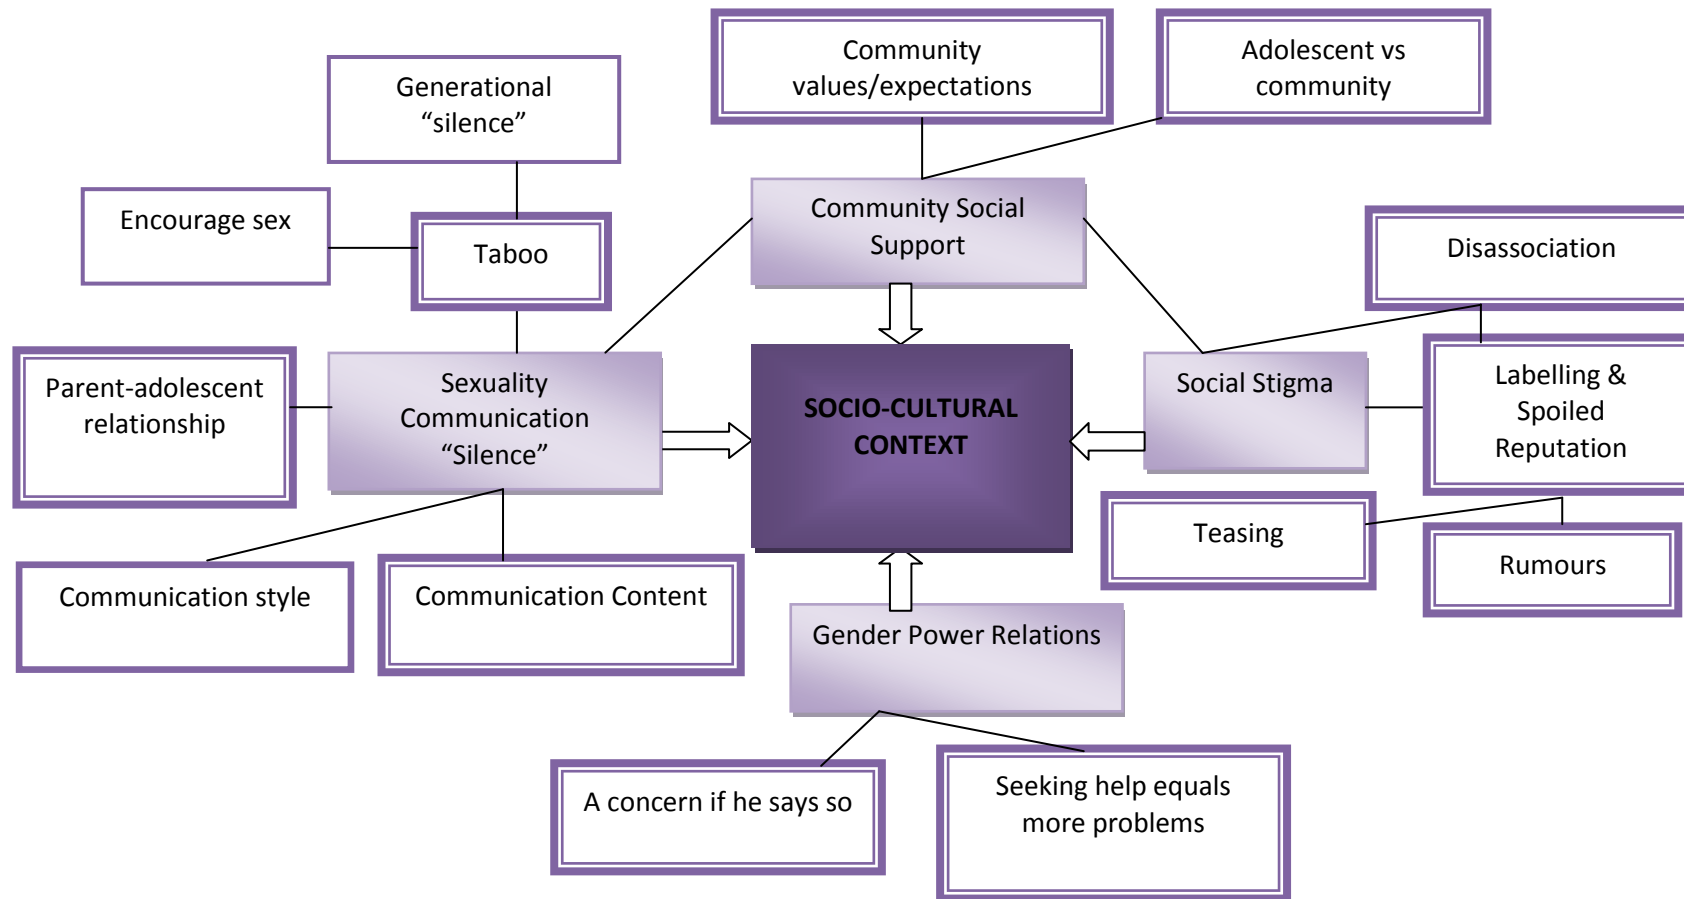 Community
values/expectations
Adolescent vs
community
Generational
“silence”
Encourage sex
Taboo
Community Social
Support
Disassociation
Parent-adolescent
relationship
Sexuality
Communication
“Silence”
SOCIO-CULTURAL
CONTEXT
Social Stigma
Labelling &
Spoiled
Reputation
Teasing
Rumours
Communication style
Communication Content
Gender Power Relations
A concern if he says so
Seeking help equals
more problems